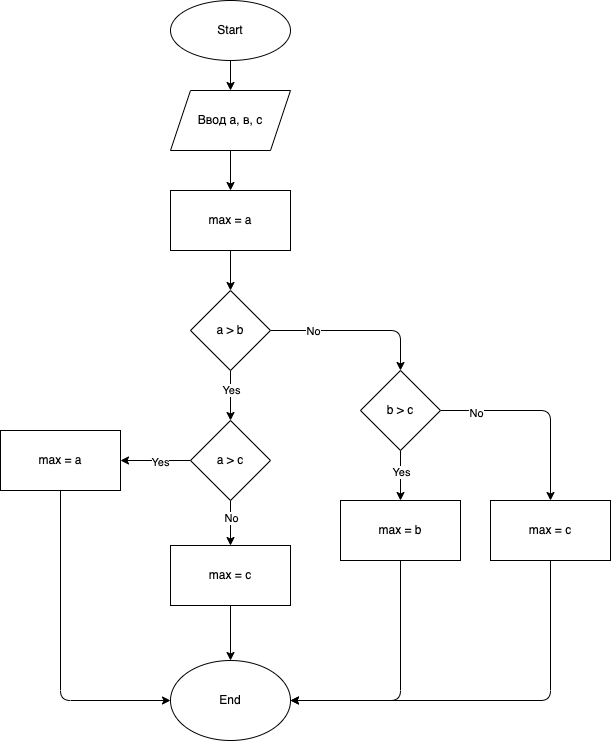 Start
Ввод а, в, с
max = a
a > b
No
Yes
b > c
No
max = a
Yes
a > c
Yes
No
max = b
max = c
max = c
End